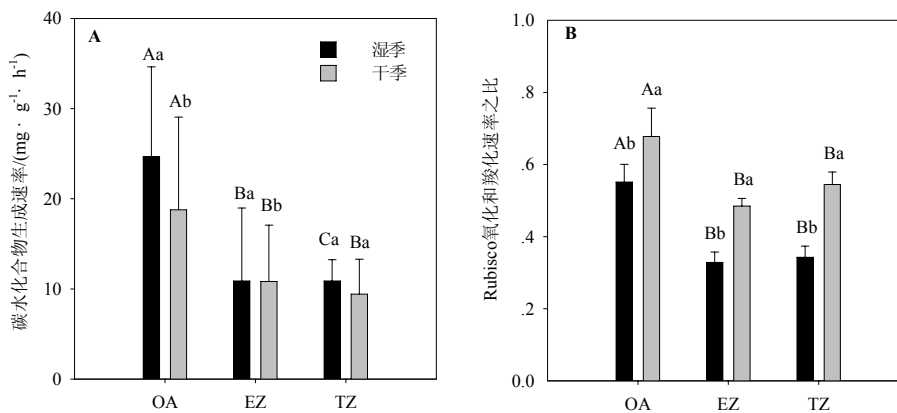 碳水化合物生成速率/(mg · g-1· h-1)
40
30
20
10
0
A
湿季
干季
Aa
Ab
Ba
Bb
Ca
Ba
OA
EZ
TZ
Rubisco氧化和羧化速率之比
1.0
.8
.6
.4
.2
0.0
B
Ab
Aa
Bb
Ba
Bb
Ba
OA
EZ
TZ